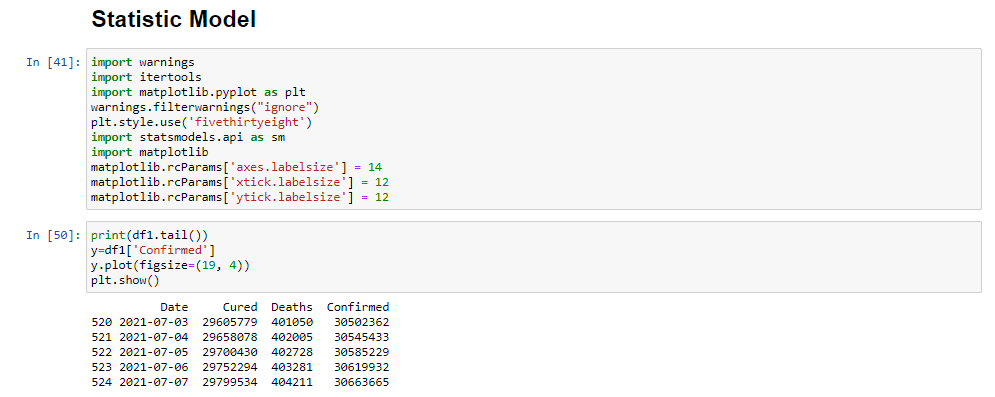 Statistic Model
In [41]:
import warnings
import itertools
import matplotlib.pyplot as plt
warnings.filterwarnings("ignore")
plt.style.use('fivethirtyeight')
import statsmodels.api as sm
import matplotlib
matplotlib.rcParams['axes.labelsize'] = 14
matplotlib.rcParams['xtick.labelsize'] = 12
matplotlib.rcParams['ytick.labelsize'] = 12
In [50]:
print(df1.tail())
y=df1['Confirmed']
y.plot(figsize=(19, 4))
plt.show()
Date Cured Deaths Confirmed
520 2021-07-03 29605779 401050 30502362
521 2021-07-04 29658078 402005 30545433
522 2021-07-05 29700430 402728 30585229
523 2021-07-06 29752294 403281 30619932
524 2021-07-07 29799534 404211 30663665